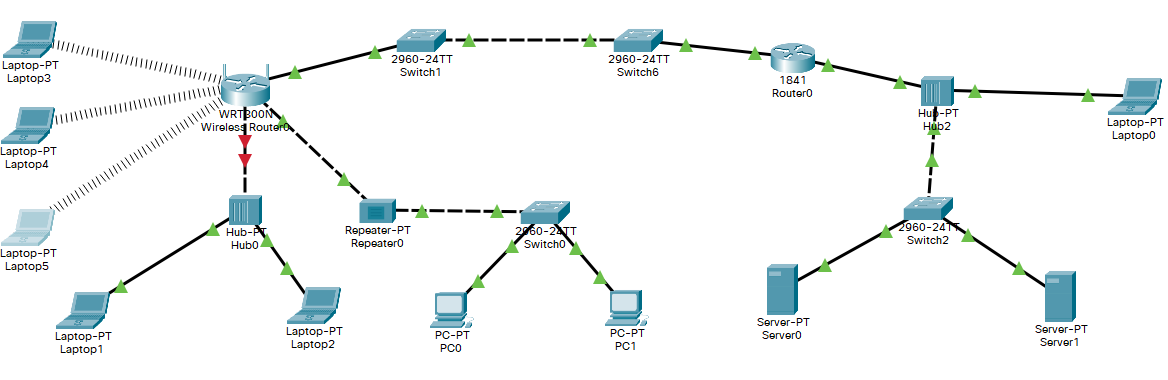 Laptop-PT
Laptop3
2960-24TT
Switch1
2960-24TT
Switch6
1841
Router0
WRT300N
Wireless Router0
Hub-PT
Hub2
Laptop-PT
Laptop0
Laptop-PT
Laptop4
Laptop-PT
Laptop5
Hub-PT
Hub0
Repeater-PT
Repeater0
2960-24TT
Switch0
2960-24TT
Switch2
Laptop-PT
Laptop1
Laptop-PT
Laptop2
PC-PT
PC0
PC-PT
PC1
Server-PT
Server0
Server-PT
Server1